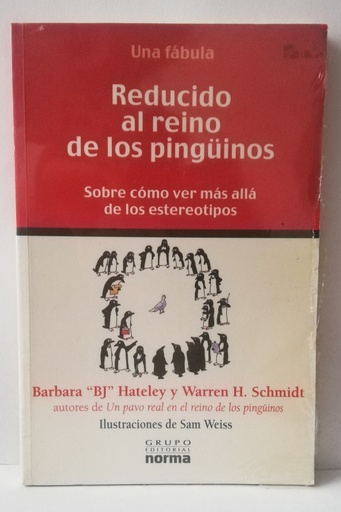 Una fábula
Reducido
al reino
de los pingüinos
Sobre cómo ver más allá
de los estereotipos
Barbara "BJ" Hateley y Warren H. Schmidt
autores de Un pavo real en el reino de los pingüinos
Ilustraciones de Sam Weiss
GRUPO
EDITORIAL
norma